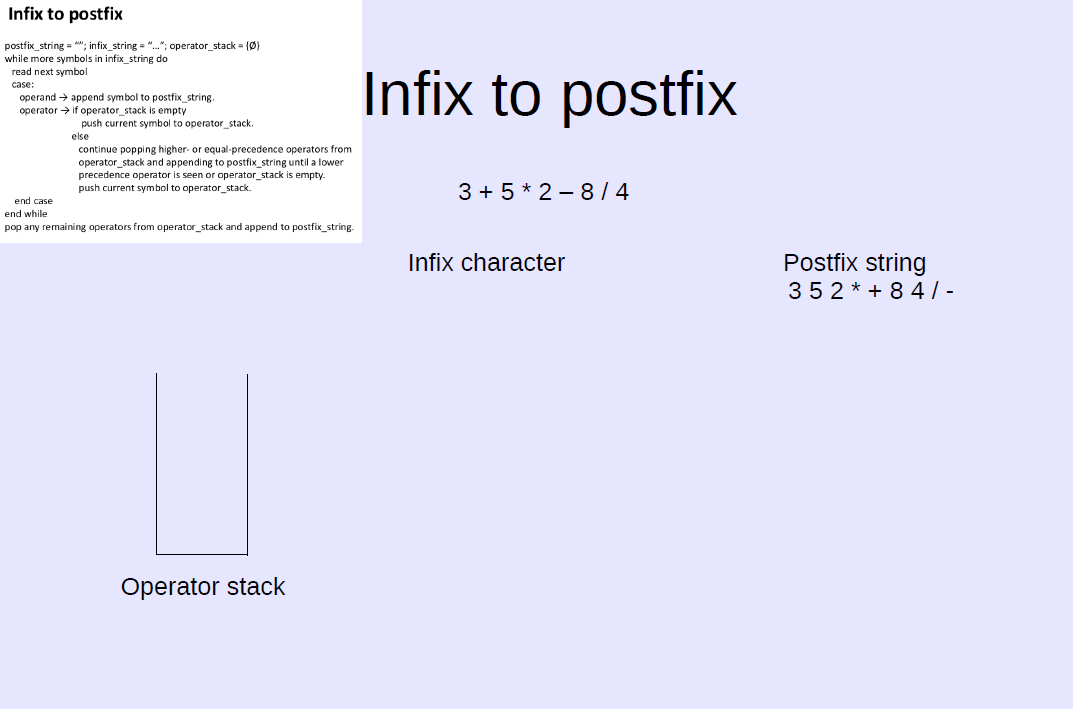 Infix to postfix
postfix_string = “”; infix_string = “…”; operator_stack = {Ø}
while more symbols in infix_string do
read next symbol
case:
operand → append symbol to postfix_string.
operator → if operator_stack is empty
push current symbol to operator_stack.
else
continue popping higher- or equal-precedence operators from
operator_stack and appending to postfix_string until a lower
precedence operator is seen or operator_stack is empty.
push current symbol to operator_stack.
end case
end while
pop any remaining operators from operator_stack and append to postfix_string.
Infix to postfix
3 + 5 * 2 – 8 / 4
Infix character
Postfix string
3 5 2 * + 8 4 / -
Operator stack